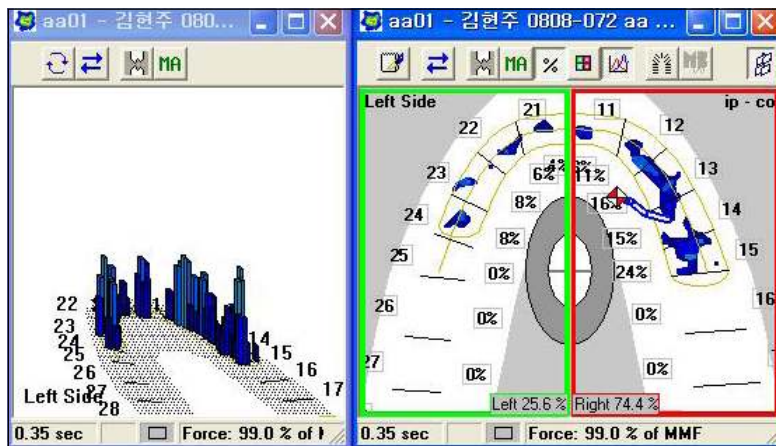 aa01 - 김현주 080...
MA
22
1
23
24
25
26
27
28
14
15
16
17
Left Side
0.35 sec
Force: 99.0 % of
aa01 - 김현주 0808-072 aa ...
MA
%
MB
Left Side
ip - co
21
11
22
12
23
13
24
14
25
15
26
16
27
4%
6%
11%
8%
16%
8%
15%
0%
24%
0%
0%
0%
0%
Left 25.6 %
Right 74.4 %
0.35 sec
Force: 99.0 % of MMF